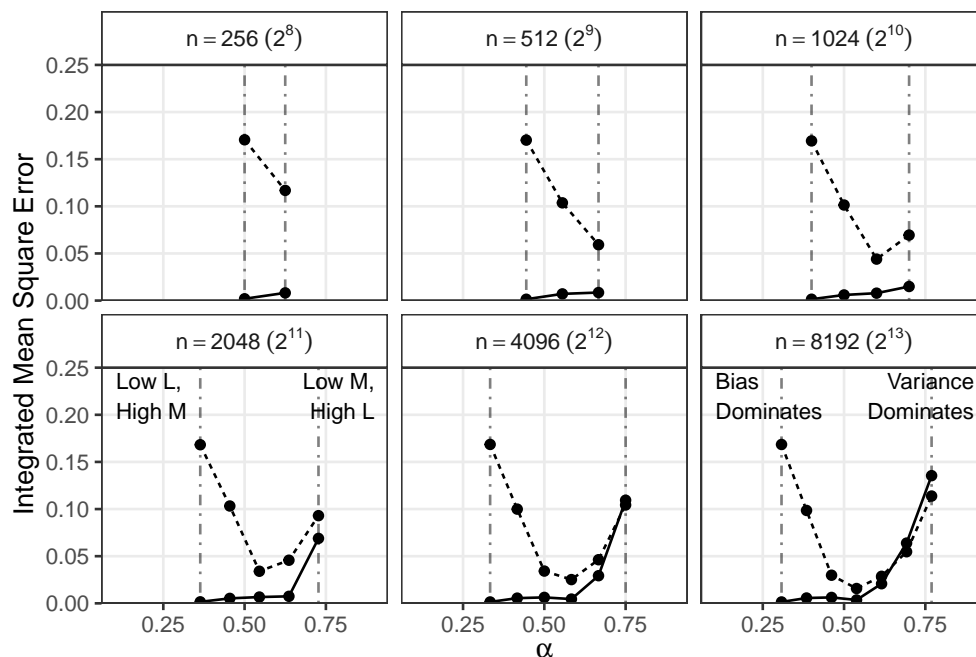 n = 256 (2^8)
n = 512 (2^9)
n = 1024 (2^10)
0.25
0.20
0.15
0.10
0.05
0.00
n = 2048 (2^11)
n = 4096 (2^12)
n = 8192 (2^13)
0.25
0.20
0.15
0.10
0.05
0.00
Low L,
High M
Low M,
High L
Bias
Dominates
Variance
Dominates
0.25 0.50 0.75
0.25 0.50 0.75
0.25 0.50 0.75
α
Integrated Mean Square Error